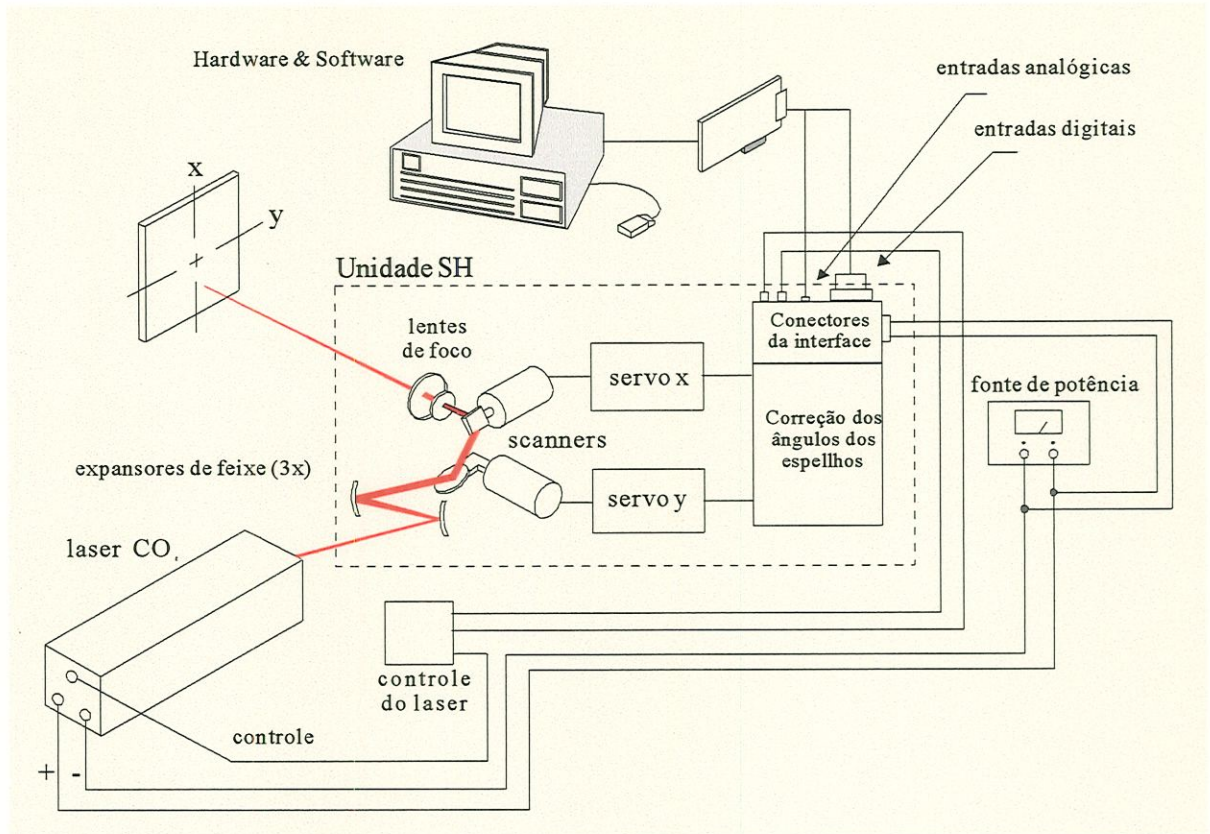 Hardware & Software
entradas analógicas
entradas digitais
x
y
Unidade SH
lentes
de foco
Conectores
da interface
servo x
fonte de potência
scanners
Correção dos
ângulos dos
espellhos
expansores de feixe (3x)
servo y
laser CO
controle
do laser
controle
+ -